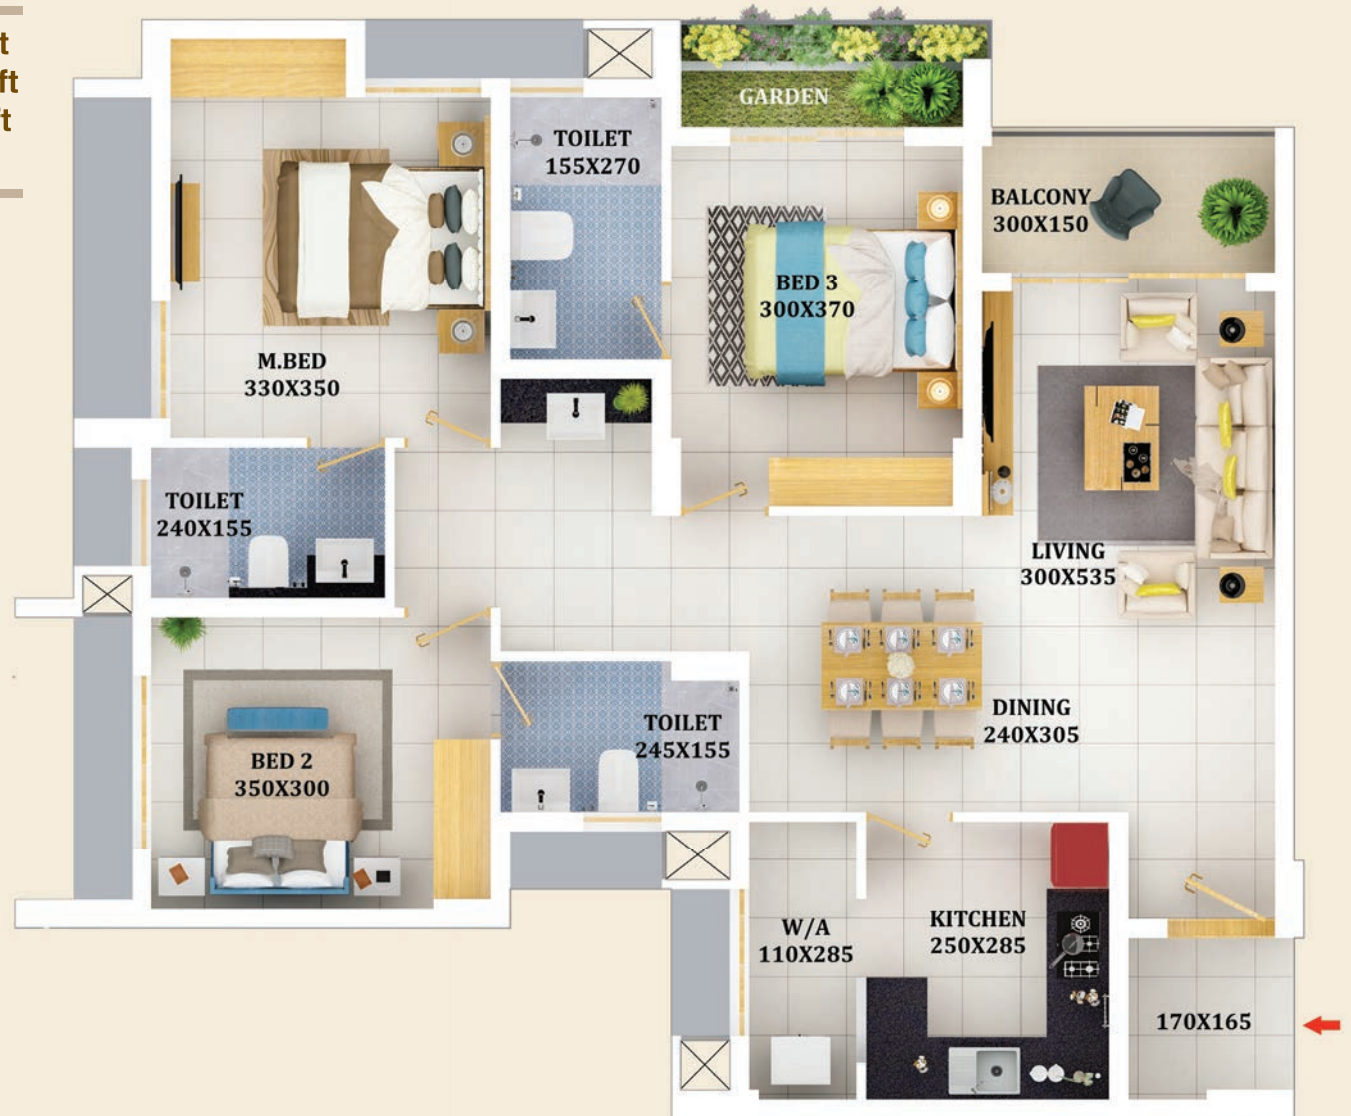 t
ft
t
GARDEN
TOILET
155X270
BALCONY
300X150
BED 3
300X370
M.BED
330X350
TOILET
240X155
LIVING
300X535
DINING
240X305
TOILET
245X155
BED 2
350X300
W/A
110X285
KITCHEN
250X285
170X165